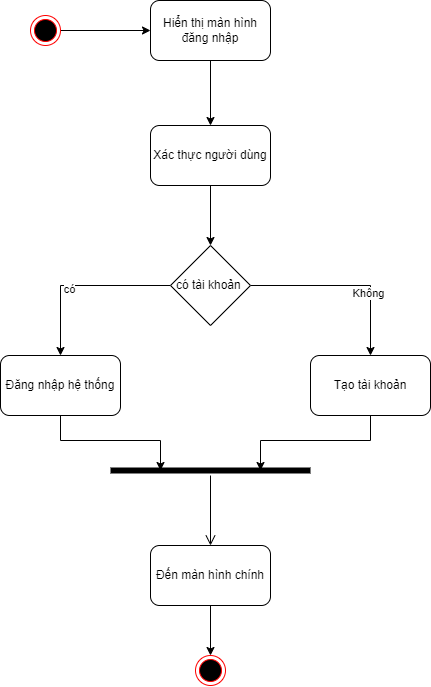 Hiển thị màn hình
đăng nhập
Xác thực người dùng
có tài khoản
có
Không
Đăng nhập hệ thống
Tạo tài khoản
Đến màn hình chính